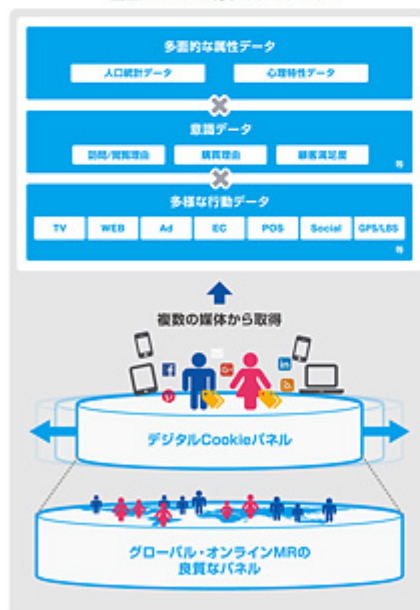 多面的な属性データ
人口統計データ
心理特性データ
意識データ
訪問/閲覧理由
購買理由
顧客満足度
等
多様な行動データ
TV
WEB
Ad
EC
POS
Social
GPS/LBS
等
複数の媒体から取得
デジタルCookieパネル
グローバル・オンラインMRの
良質なパネル